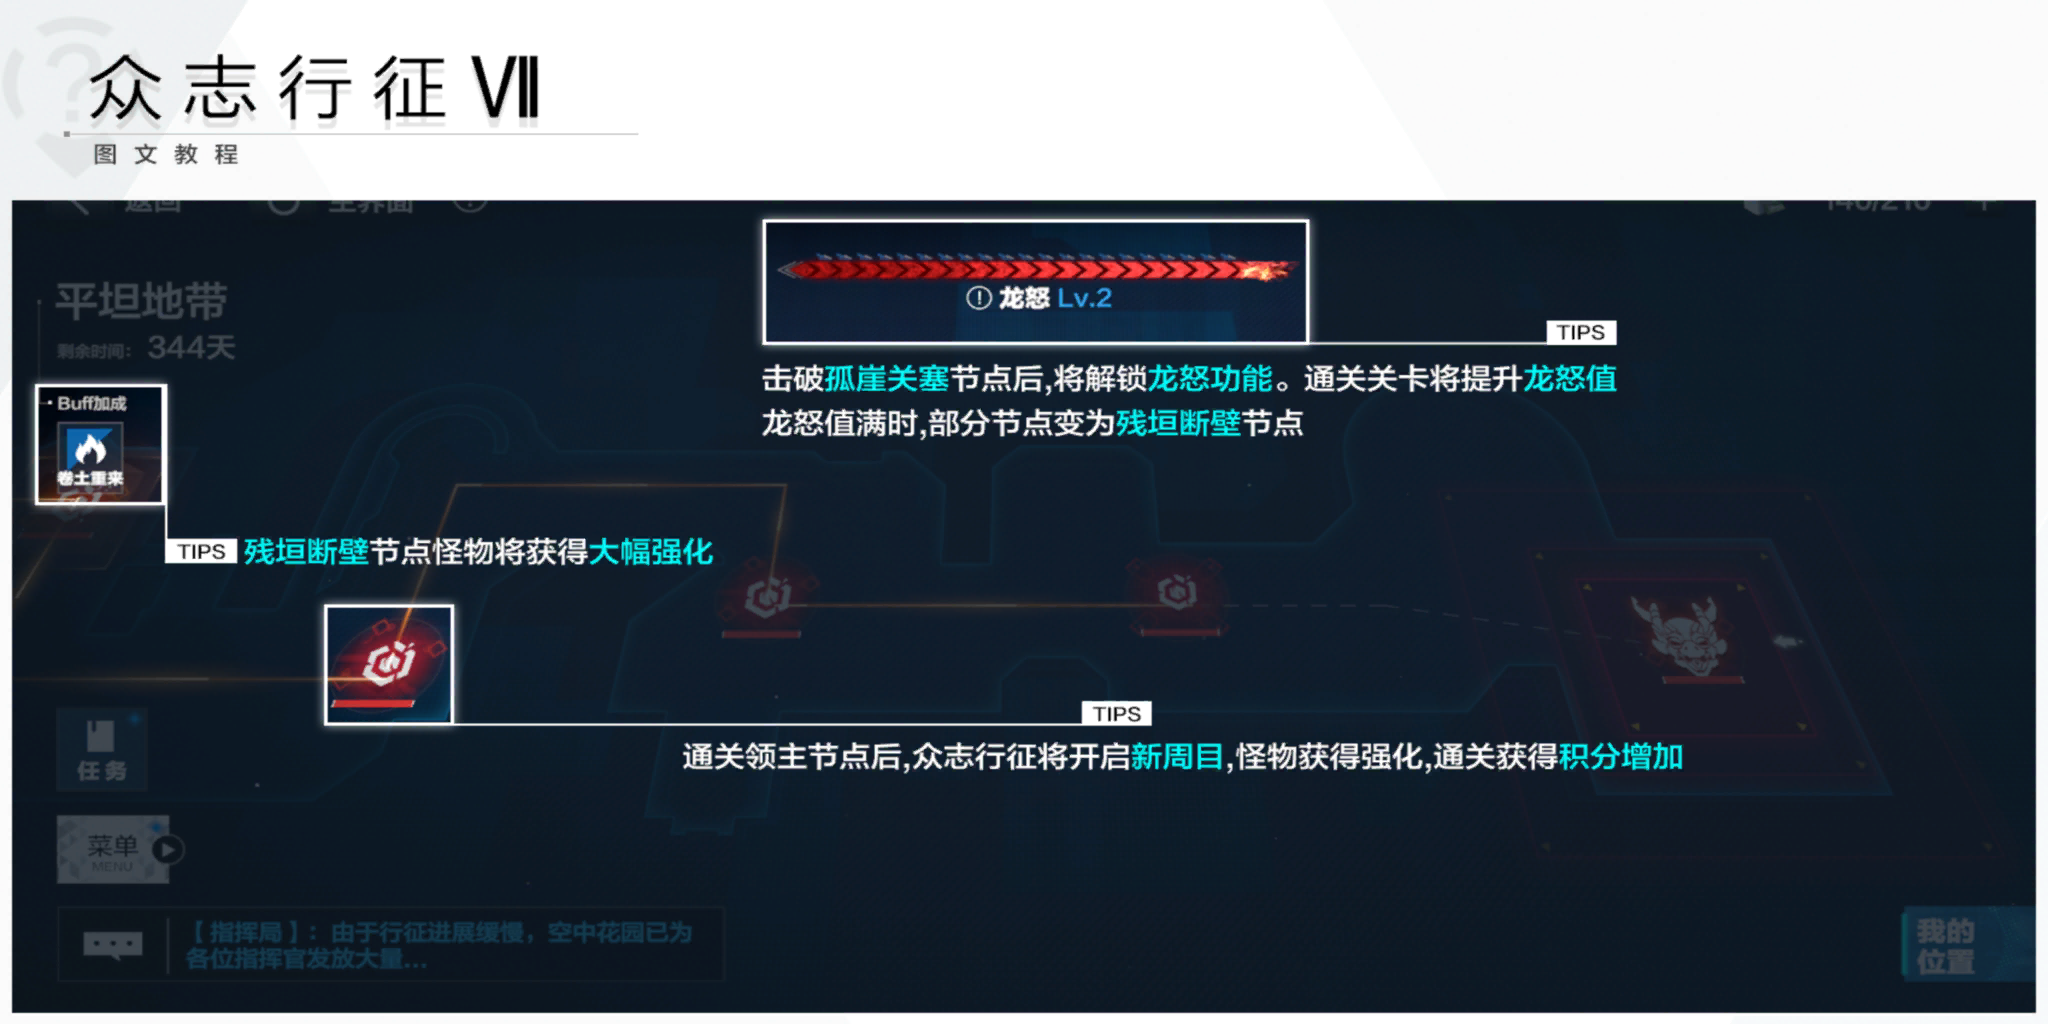 众志行征Ⅶ
图文教程
返回
主界面
140/210
平坦地带
剩余时间：344天
·Buff加成
卷土重来
龙怒 Lv.2
TIPS
击破孤崖关塞节点后,将解锁龙怒功能。通关关卡将提升龙怒值
龙怒值满时,部分节点变为残垣断壁节点
TIPS 残垣断壁节点怪物将获得大幅强化
TIPS
通关领主节点后,众志行征将开启新周目,怪物获得强化,通关获得积分增加
任务
菜单
MENU
【指挥局】：由于行征进展缓慢，空中花园已为
各位指挥官发放大量...
我的
位置